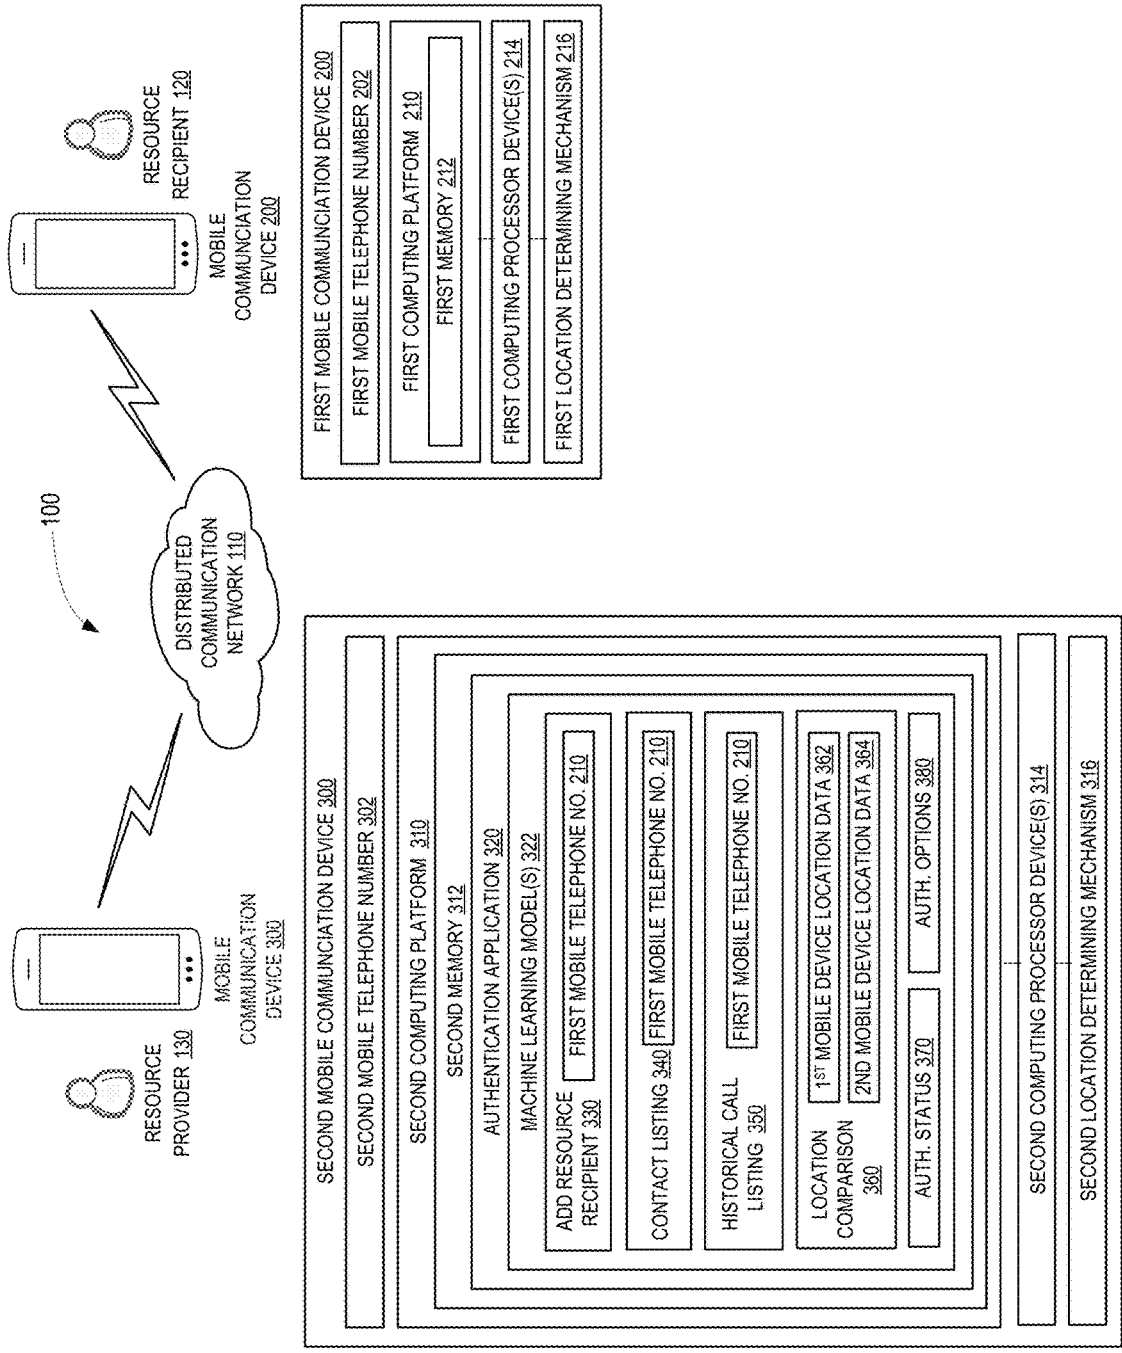 100
RESOURCE
PROVIDER 130
MOBILE
COMMUNICATION
DEVICE 300
DISTRIBUTED
COMMUNICATION
NETWORK 110
RESOURCE
RECIPIENT 120
MOBILE
COMMUNCIATION
DEVICE 200
SECOND MOBILE COMMUNCIATION DEVICE 300
SECOND MOBILE TELEPHONE NUMBER 302
SECOND COMPUTING PLATFORM 310
SECOND MEMORY 312
AUTHENTICATION APPLICATION 320
MACHINE LEARNING MODEL(S) 322
ADD RESOURCE
RECIPIENT 330
FIRST MOBILE TELEPHONE NO. 210
CONTACT LISTING 340 FIRST MOBILE TELEPHONE NO. 210
HISTORICAL CALL
LISTING 350
FIRST MOBILE TELEPHONE NO. 210
LOCATION
COMPARISON
360
1ST MOBILE DEVICE LOCATION DATA 362
2ND MOBILE DEVICE LOCATION DATA 364
AUTH. STATUS 370
AUTH. OPTIONS 380
SECOND COMPUTING PROCESSOR DEVICE(S) 314
SECOND LOCATION DETERMINING MECHANISM 316
FIRST MOBILE COMMUNCIATION DEVICE 200
FIRST MOBILE TELEPHONE NUMBER 202
FIRST COMPUTING PLATFORM 210
FIRST MEMORY 212
FIRST COMPUTING PROCESSOR DEVICE(S) 214
FIRST LOCATION DETERMINING MECHANISM 216